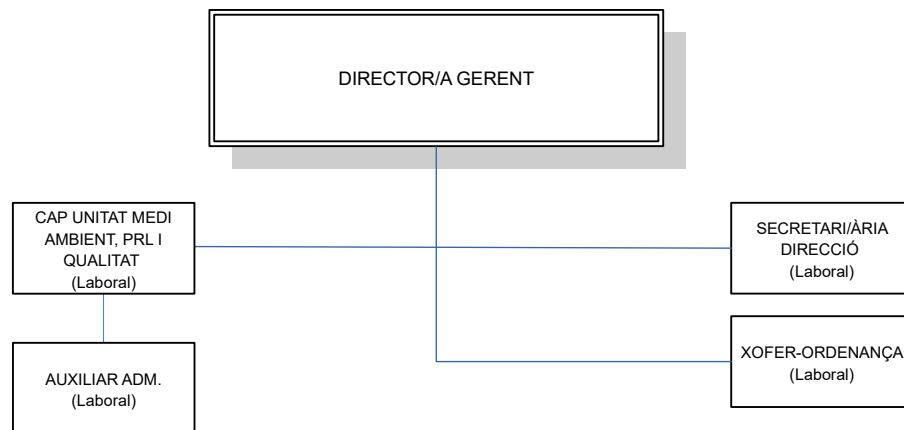 DIRECTOR/A GERENT
CAP UNITAT MEDI
AMBIENT, PRL I
QUALITAT
(Laboral)
SECRETARI/ÀRIA
DIRECCIÓ
(Laboral)
AUXILIAR ADM.
(Laboral)
XOFER-ORDENANÇA
(Laboral)